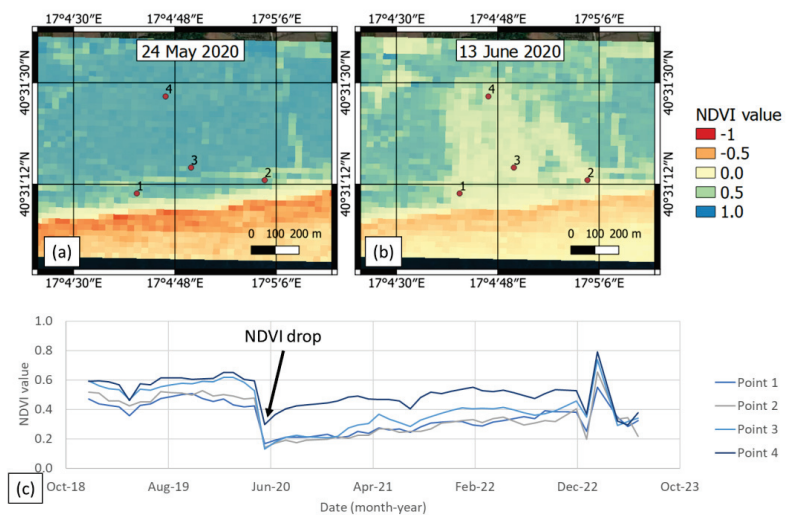 24 May 2020
13 June 2020
17°4′30″E 17°4′48″E 17°5′6″E
17°4′30″E 17°4′48″E 17°5′6″E
40°31′30″N
40°31′12″N
40°31′30″N
40°31′12″N
40°31′30″N
40°31′12″N
4
3
2
1
4
3
2
1
0 100 200 m
0 100 200 m
(a)
(b)
17°4′30″E 17°4′48″E 17°5′6″E
17°4′30″E 17°4′48″E 17°5′6″E
NDVI value
-1
-0.5
0.0
0.5
1.0
NDVI drop
NDVI value
1.0
0.8
0.6
0.4
0.2
0.0
Oct-18 Aug-19 Jun-20 Apr-21 Feb-22 Dec-22 Oct-23
Date (month-year)
Point 1
Point 2
Point 3
Point 4
(c)